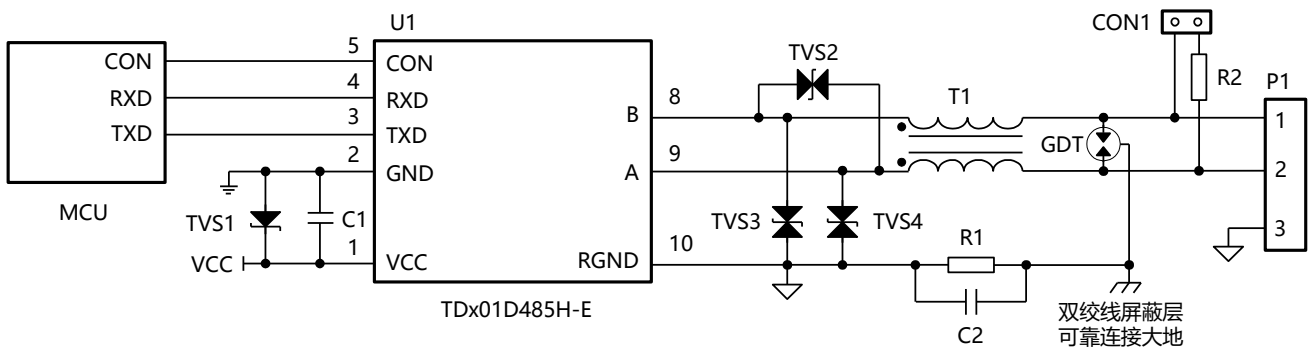 U1
CON1
TVS2
CON
5
CON
R2
P1
RXD
4
RXD
8
T1
TXD
3
TXD
B
1
2
GND
9
GDT
A
2
MCU
TVS1
C1
TVS3
TVS4
3
1
10
R1
VCC
VCC
RGND
TDx01D485H-E
C2
双绞线屏蔽层
可靠连接大地